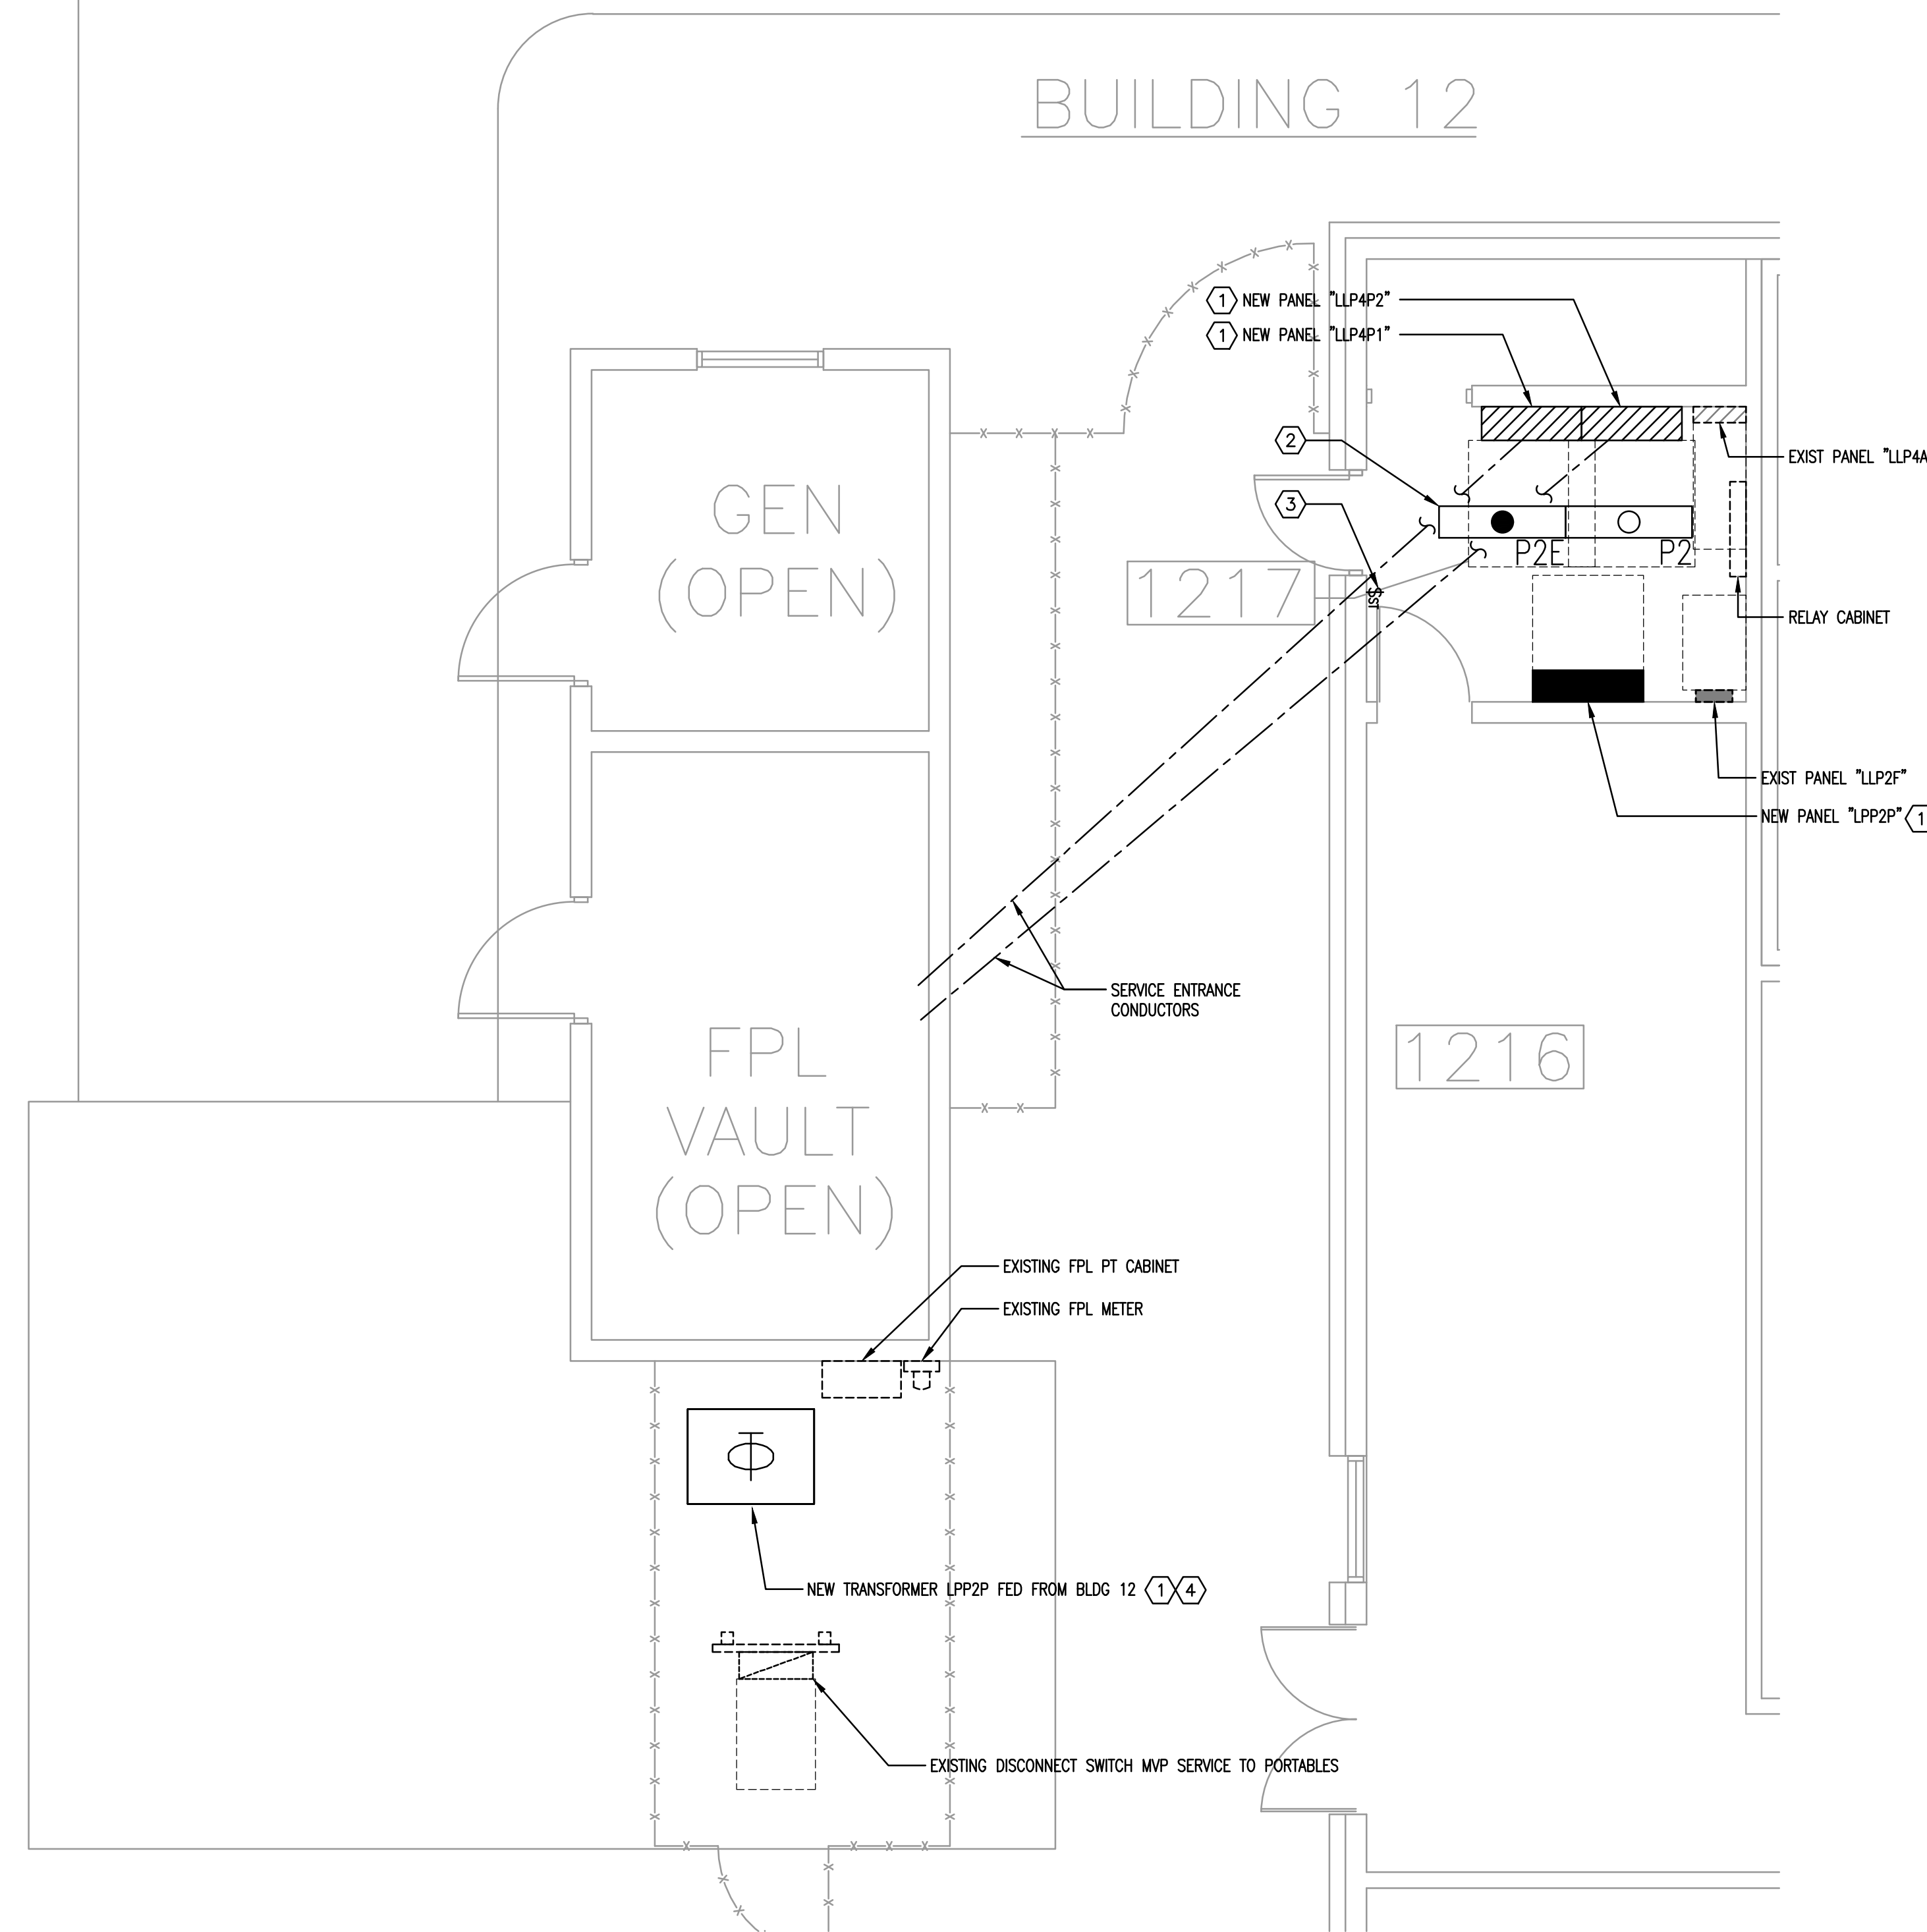 BUILDING 12
1 NEW PANEL "LLP4P2"
1 NEW PANEL "LLP4P1"
2
EXIST PANEL "LLP4A
3
GEN
(OPEN)
P2E P2
1217
SST
RELAY CABINET
EXIST PANEL "LLP2F"
NEW PANEL "LPP2P" 1
SERVICE ENTRANCE
CONDUCTORS
FPL
VAULT
(OPEN)
1216
EXISTING FPL PT CABINET
EXISTING FPL METER
T
NEW TRANSFORMER LPP2P FED FROM BLDG 12 1 4
EXISTING DISCONNECT SWITCH MVP SERVICE TO PORTABLES